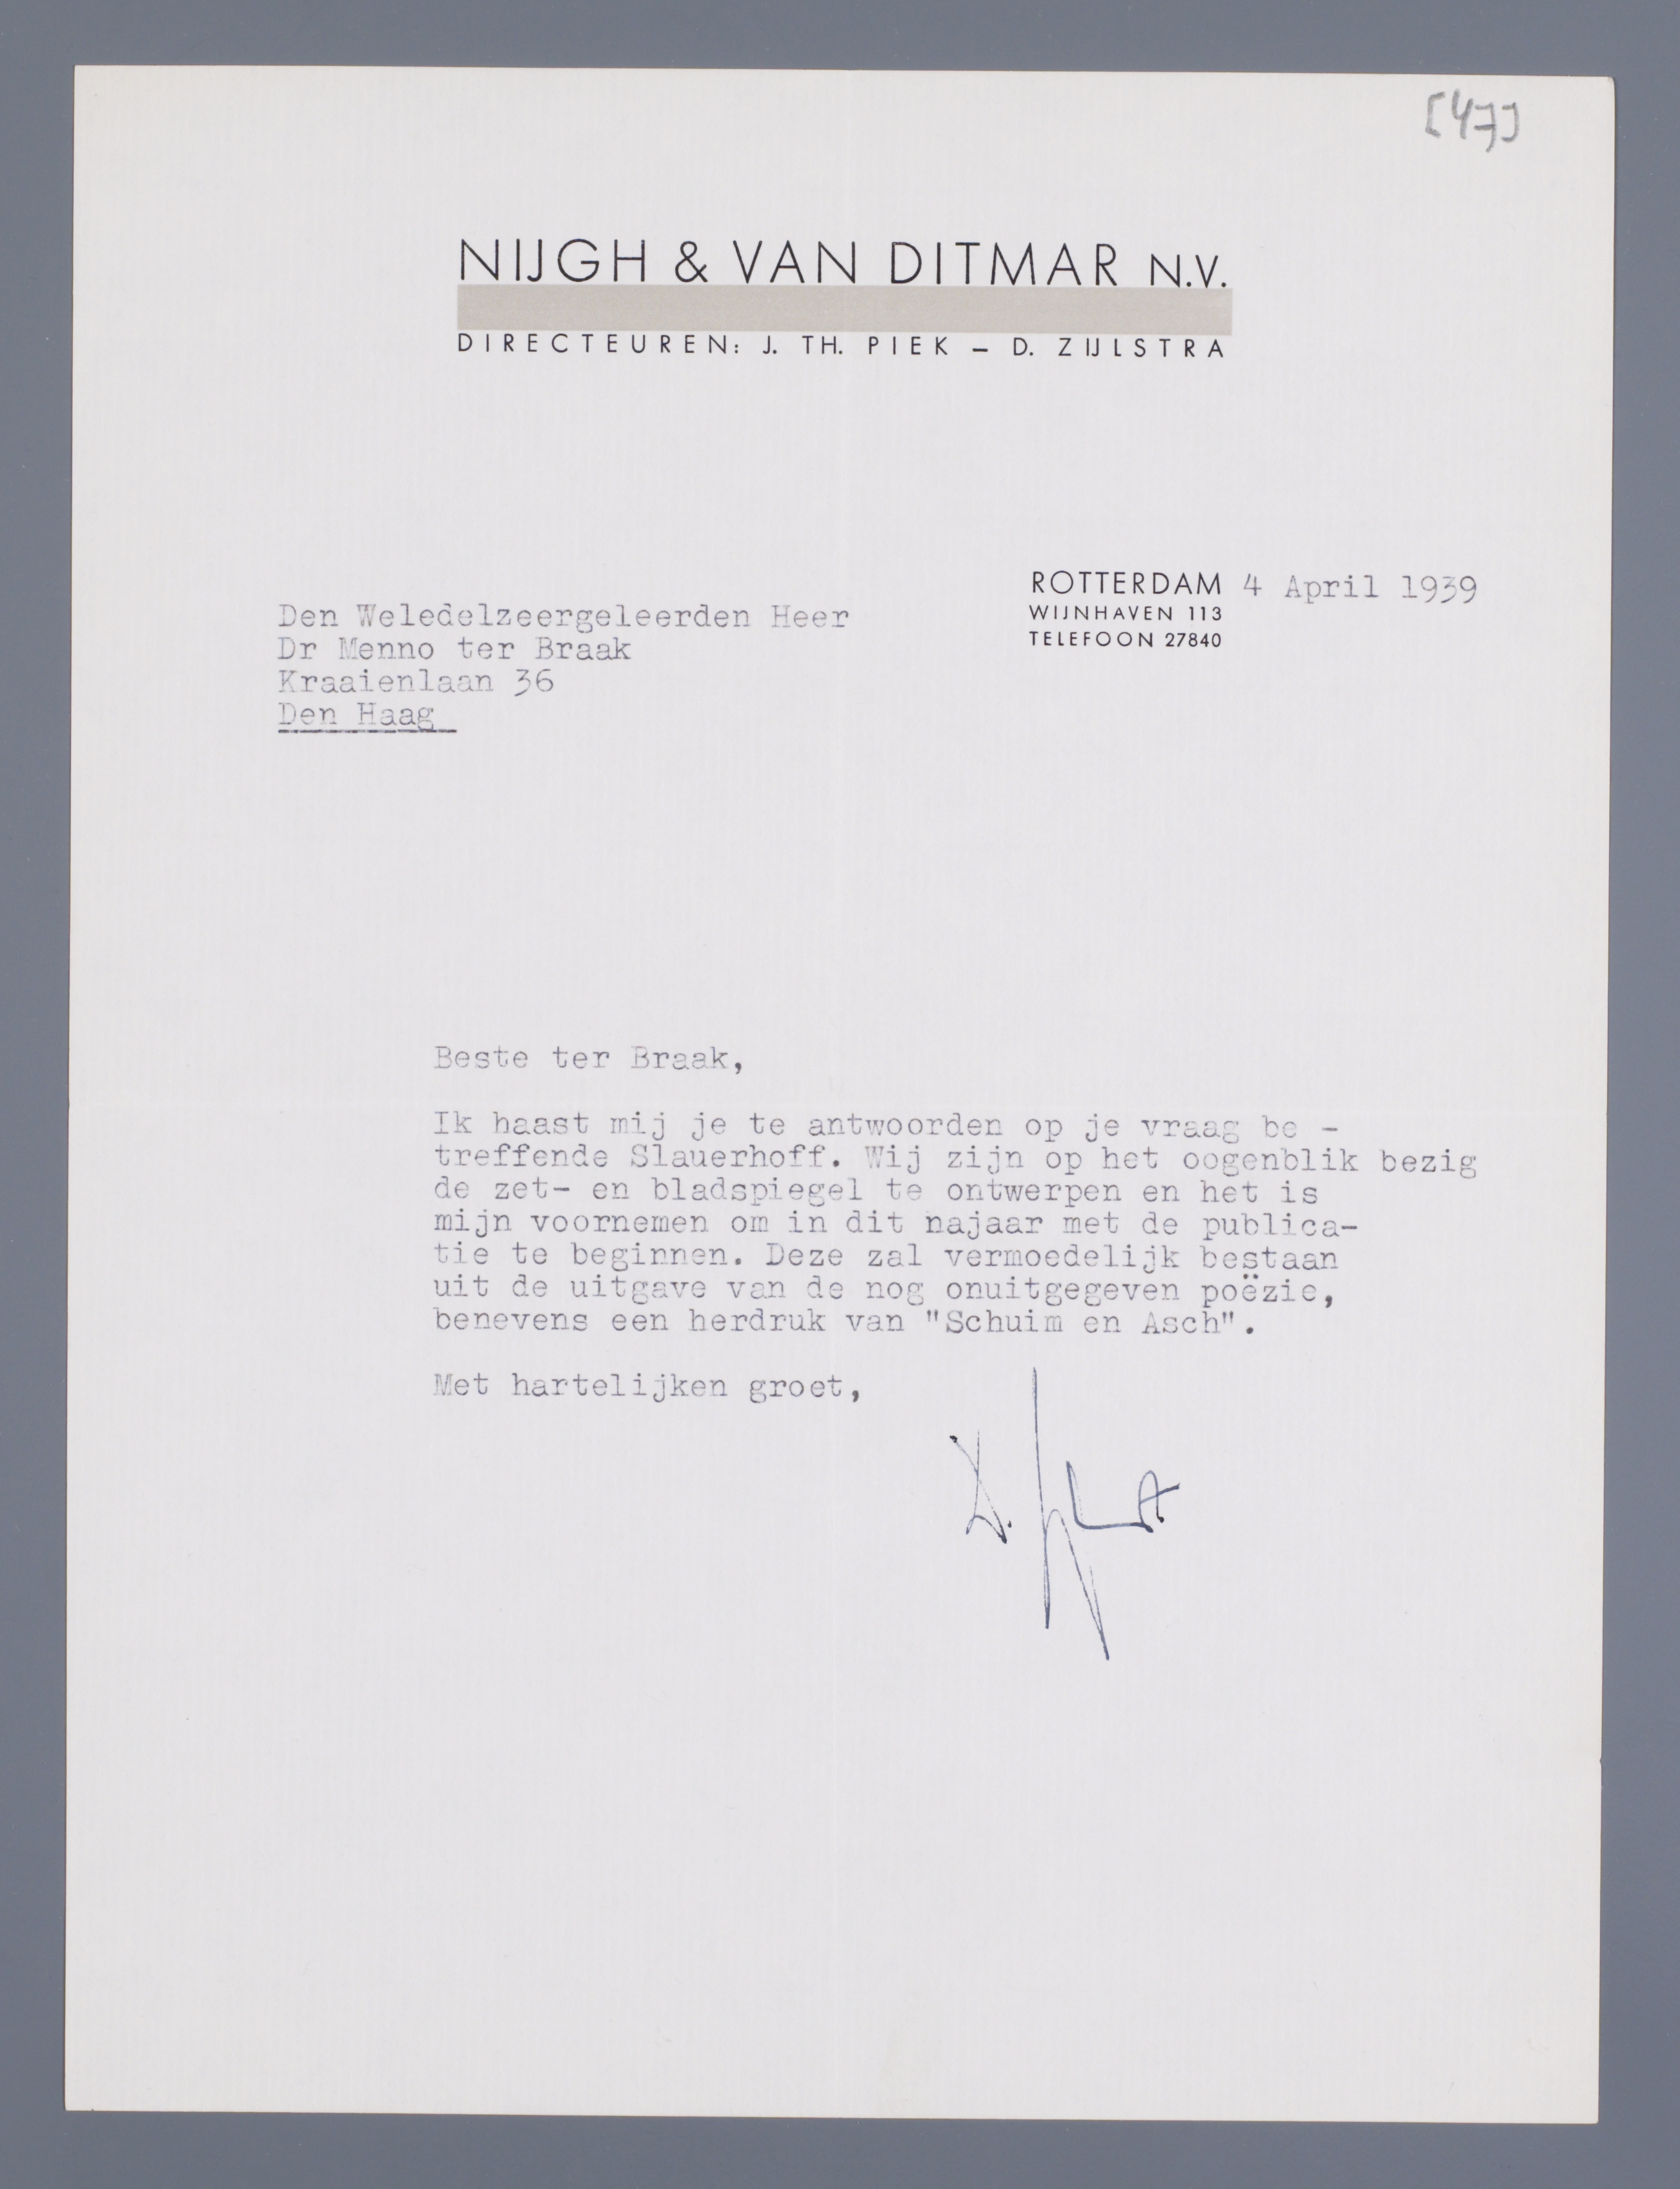 [47]
NIJGH & VAN DITMAR N.V.
DIRECTEUREN: J. TH. PIEK – D. ZIJLSTRA
ROTTERDAM 4 April 1939
WIJNHAVEN 113
TELEFOON 27840
Den Weledelzeergeleerden Heer
Dr Menno ter Braak
Kraaienlaan 36
Den Haag
Beste ter Braak,
Ik haast mij je te antwoorden op je vraag be -
treffende Slauerhoff. Wij zijn op het oogenblik bezig
de zet- en bladspiegel te ontwerpen en het is
mijn voornemen om in dit najaar met de publica-
tie te beginnen. Deze zal vermoedelijk bestaan
uit de uitgave van de nog onuitgegeven poëzie,
benevens een herdruk van "Schuim en Asch".
Met hartelijken groet,
D.